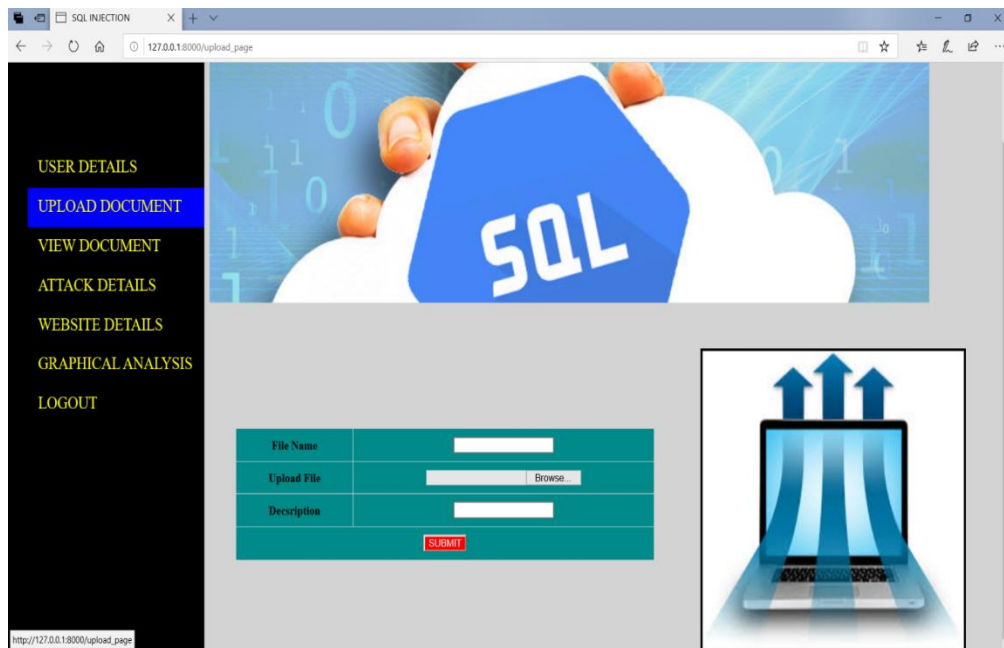 SQL INJECTION
127.0.0.1:8000/upload_page
USER DETAILS
UPLOAD DOCUMENT
VIEW DOCUMENT
ATTACK DETAILS
WEBSITE DETAILS
GRAPHICAL ANALYSIS
LOGOUT
SQL
File Name
Upload File
Browse...
Decsription
SUBMIT
http://127.0.0.1:8000/upload_page